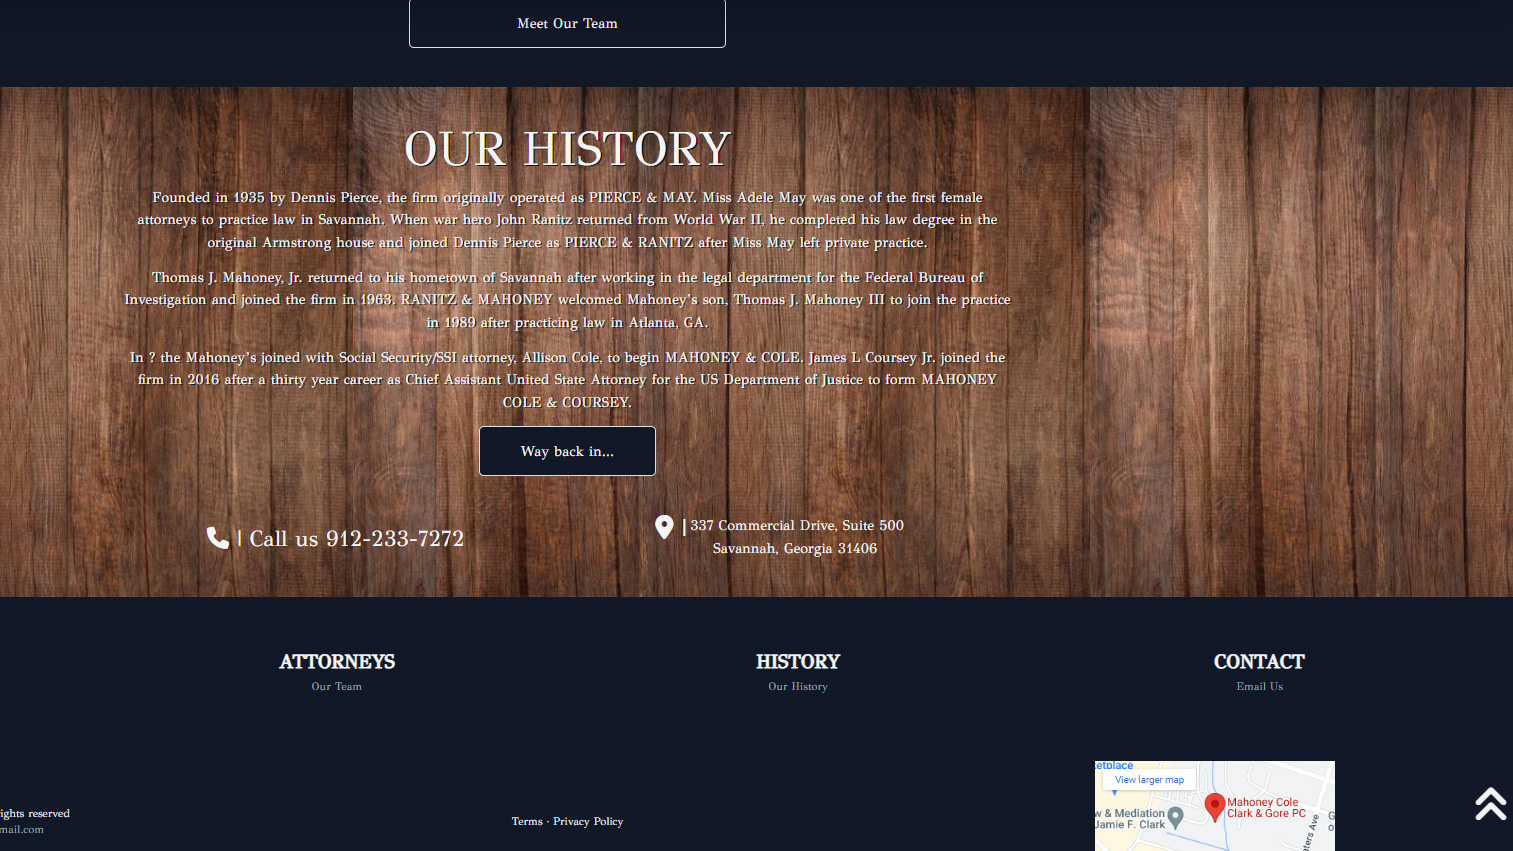 Meet Our Team
OUR HISTORY
Founded in 1935 by Dennis Pierce, the firm originally operated as PIERCE & MAY. Miss Adele May was one of the first female
attorneys to practice law in Savannah. When war hero John Ranitz returned from World War II, he completed his law degree in the
original Armstrong house and joined Dennis Pierce as PIERCE & RANITZ after Miss May left private practice.
Thomas J. Mahoney, Jr. returned to his hometown of Savannah after working in the legal department for the Federal Bureau of
Investigation and joined the firm in 1963. RANITZ & MAHONEY welcomed Mahoney's son, Thomas J. Mahoney III to join the practice
in 1989 after practicing law in Atlanta, GA.
In ? the Mahoney's joined with Social Security/SSI attorney, Allison Cole, to begin MAHONEY & COLE. James L Coursey Jr. joined the
firm in 2016 after a thirty year career as Chief Assistant United State Attorney for the US Department of Justice to form MAHONEY
COLE & COURSEY.
Way back in...
| Call us 912-233-7272
| 337 Commercial Drive, Suite 500
Savannah, Georgia 31406
ATTORNEYS
Our Team
HISTORY
Our History
CONTACT
Email Us
ights reserved
mail.com
Terms · Privacy Policy
etplace
View larger map
Mahoney Cole
Clark & Gore PC
w & Mediation
Jamie F. Clark
ters Ave
G